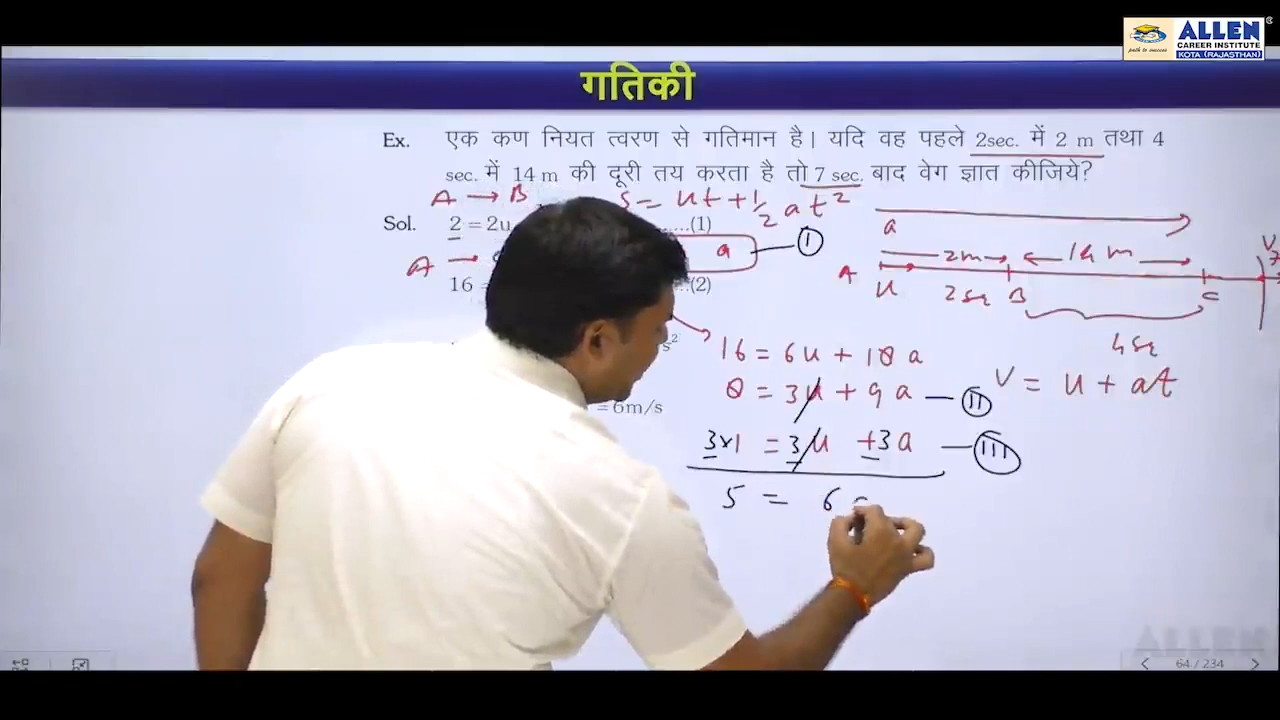 ALLEN
CAREER INSTITUTE
KOTA (RAJASTHAN)
path to success
गतिकी
Ex. एक कण नियत त्वरण से गतिमान है। यदि वह पहले 2sec. में 2 m तथा 4
sec. में 14 m की दूरी तय करता है तो 7 sec. बाद वेग ज्ञात कीजिये?
A → B S = ut + 1/2 at²
Sol. 2 = 2u ....(1)
a — I
A →
16 = ...(2)
s²
= 6m/s
a
2m 14 m
A u 2sec B C
4sec
16 = 6u + 18 a
8 = 3u + 9 a — II
V = u + at
3×1 = 3u + 3a — III
5 = 6
ALLEN
64 / 234